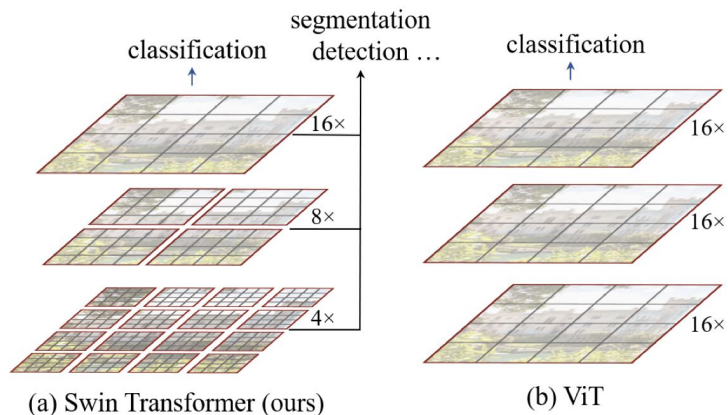 segmentation
detection ...
classification
classification
16×
8×
4×
16×
16×
16×
(a) Swin Transformer (ours)
(b) ViT